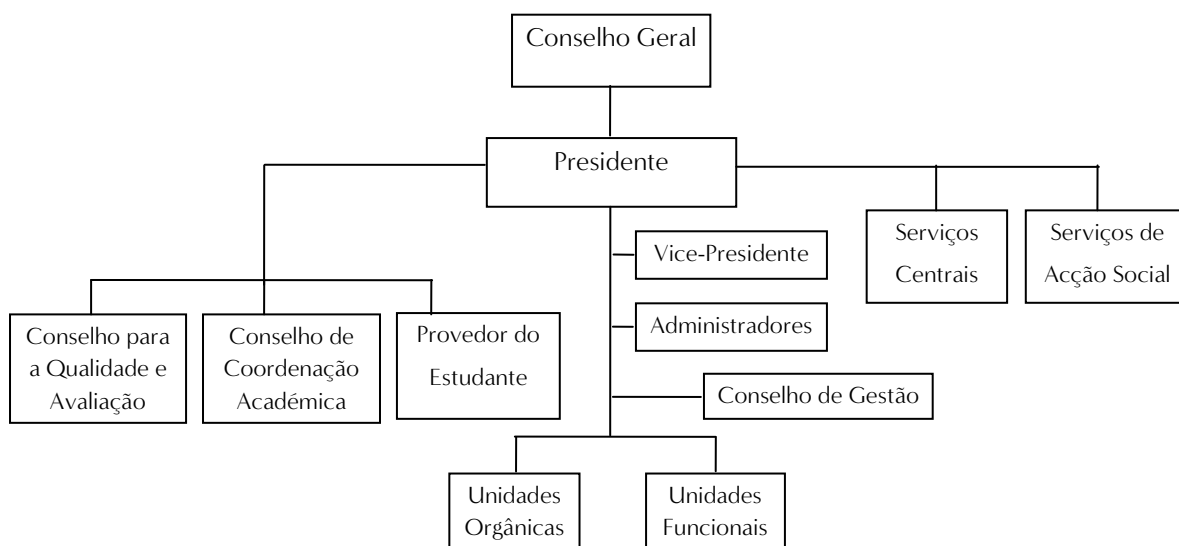 Conselho Geral
Presidente
Serviços
Centrais
Serviços de
Acção Social
Vice-Presidente
Administradores
Conselho para
a Qualidade e
Avaliação
Conselho de
Coordenação
Académica
Provedor do
Estudante
Conselho de Gestão
Unidades
Orgânicas
Unidades
Funcionais